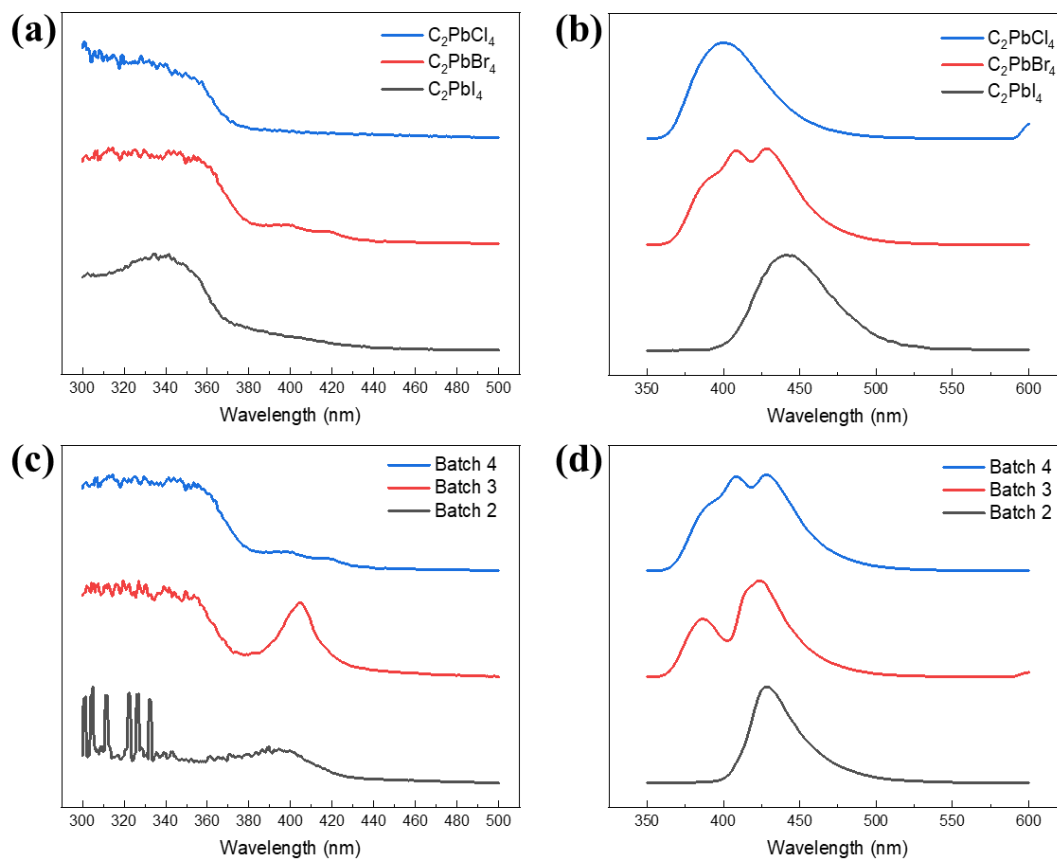 (a)
C₂PbCl₄
C₂PbBr₄
C₂PbI₄
300 320 340 360 380 400 420 440 460 480 500
Wavelength (nm)
(b)
C₂PbCl₄
C₂PbBr₄
C₂PbI₄
350 400 450 500 550 600
Wavelength (nm)
(c)
Batch 4
Batch 3
Batch 2
300 320 340 360 380 400 420 440 460 480 500
Wavelength (nm)
(d)
Batch 4
Batch 3
Batch 2
350 400 450 500 550 600
Wavelength (nm)